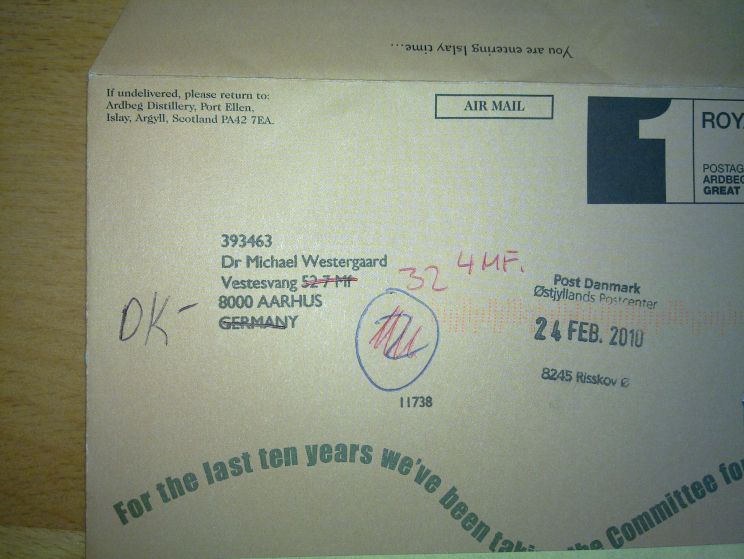 You are entering Islay time...
If undelivered, please return to:
Ardbeg Distillery, Port Ellen,
Islay, Argyll, Scotland PA42 7EA.
AIR MAIL
1
ROY
POSTAG
ARDBEG
GREAT
393463
Dr Michael Westergaard
Vestesvang 52 7 Mf
32 4 MF.
8000 AARHUS
DK- GERMANY
Post Danmark
Østjyllands Postcenter
24 FEB. 2010
8245 Risskov Ø
11738
For the last ten years we've been taki the Committee fo